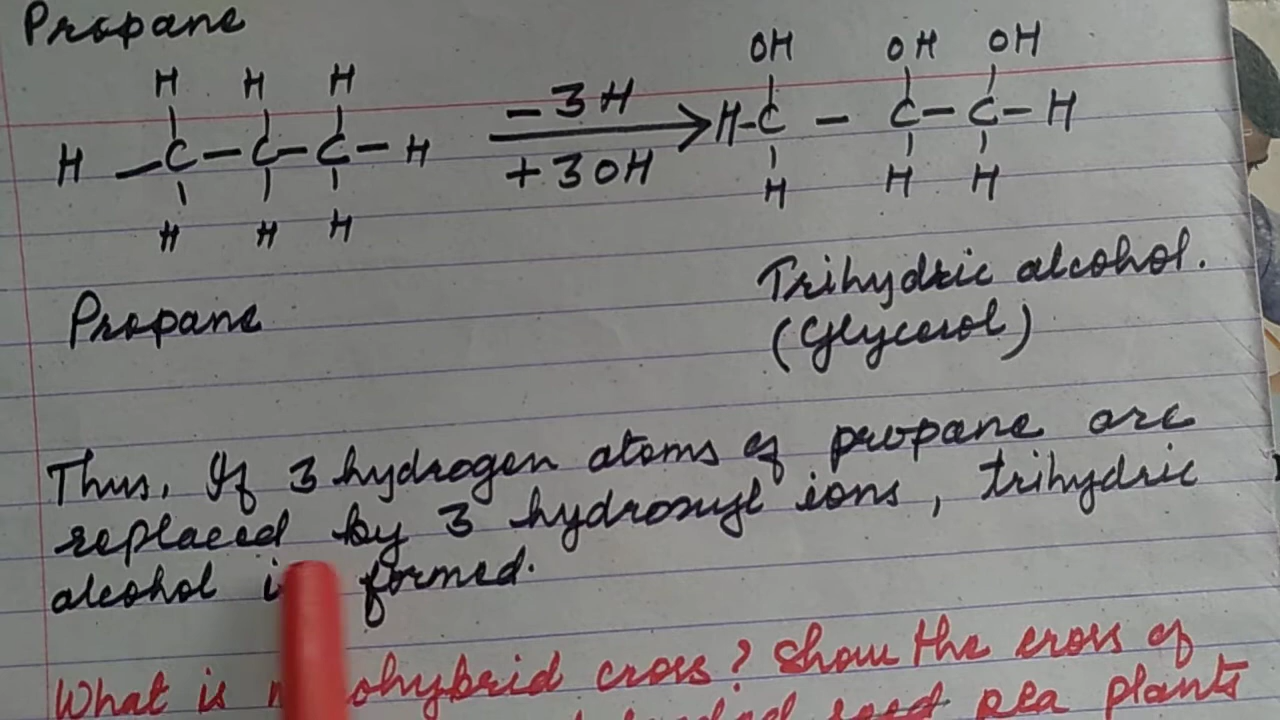 Propane
H H H OH OH OH
H — C — C — C — H — 3H H-C — C — C — H
+ 3OH
H H H H H H
Propane
Trihydric alcohol.
(Glycerol)
Thus, If 3 hydrogen atoms of propane are
replaced by 3 hydroxyl ions, trihydric
alcohol formed.
What is cross? Show the cross of
seed pea plants